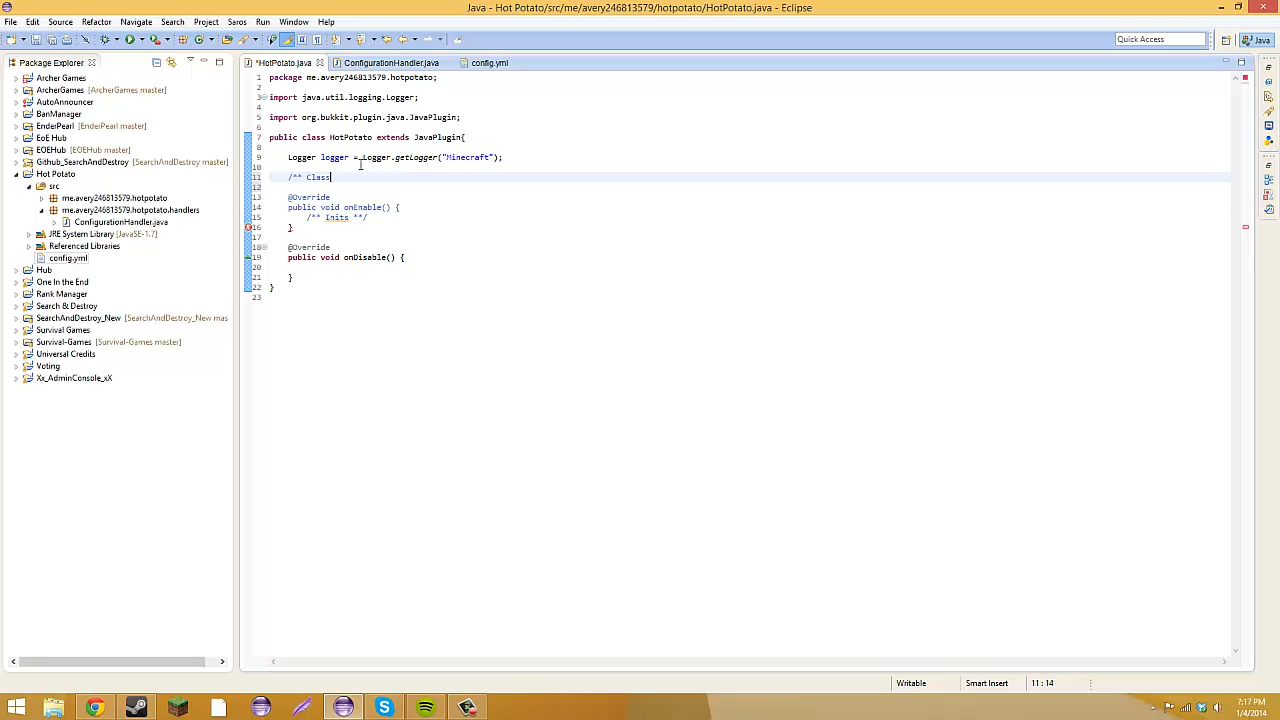 Java - Hot Potato/src/me/avery246813579/hotpotato/HotPotato.java - Eclipse
File Edit Source Refactor Navigate Search Project Saros Run Window Help
Quick Access
Java
Package Explorer
*HotPotato.java
ConfigurationHandler.java
config.yml
Archer Games
ArcherGames [ArcherGames master]
AutoAnnouncer
BanManager
EnderPearl [EnderPearl master]
EoE Hub
EOEHub [EOEHub master]
Github_SearchAndDestroy [SearchAndDestroy master]
Hot Potato
src
me.avery246813579.hotpotato
me.avery246813579.hotpotato.handlers
ConfigurationHandler.java
JRE System Library [JavaSE-1.7]
Referenced Libraries
config.yml
Hub
One In the End
Rank Manager
Search & Destroy
SearchAndDestroy_New [SearchAndDestroy_New mas
Survival Games
Survival-Games [Survival-Games master]
Universal Credits
Voting
Xx_AdminConsole_xX
1 package me.avery246813579.hotpotato;
2
3 import java.util.logging.Logger;
4
5 import org.bukkit.plugin.java.JavaPlugin;
6
7 public class HotPotato extends JavaPlugin{
8
9 Logger logger = Logger.getLogger("Minecraft");
10
11 /** Class
12
13 @Override
14 public void onEnable() {
15 /** Inits **/
16 }
17
18 @Override
19 public void onDisable() {
20
21 }
22 }
23
Writable
Smart Insert
11 : 14
7:17 PM
1/4/2014